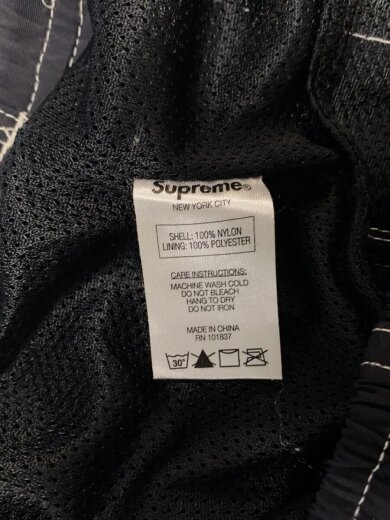 Supreme®
NEW YORK CITY
SHELL: 100% NYLON
LINING: 100% POLYESTER
CARE INSTRUCTIONS:
MACHINE WASH COLD
DO NOT BLEACH
HANG TO DRY
DO NOT IRON
MADE IN CHINA
RN 101837
30°